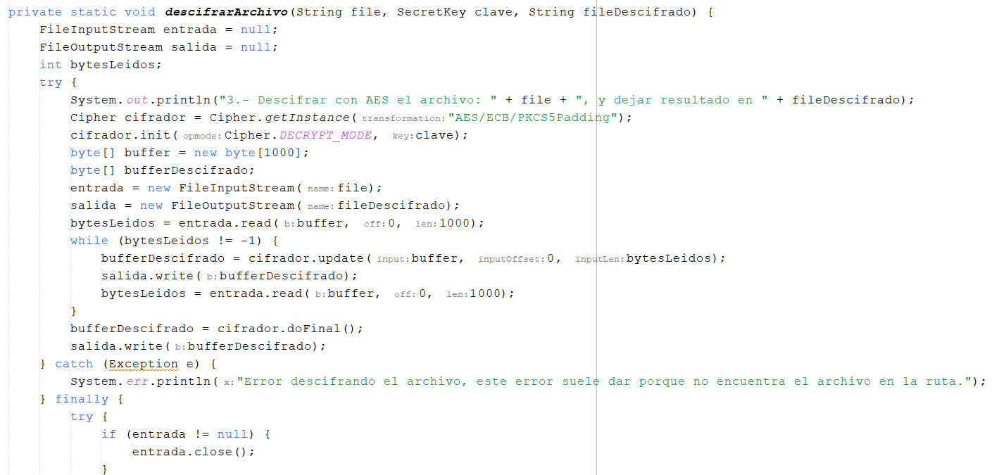 private static void descifrarArchivo(String file, SecretKey clave, String fileDescifrado) {
FileInputStream entrada = null;
FileOutputStream salida = null;
int bytesLeidos;
try {
System.out.println("3.- Descifrar con AES el archivo: " + file + ", y dejar resultado en " + fileDescifrado);
Cipher cifrador = Cipher.getInstance( transformation: "AES/ECB/PKCS5Padding");
cifrador.init( opmode: Cipher.DECRYPT_MODE, key: clave);
byte[] buffer = new byte[1000];
byte[] bufferDescifrado;
entrada = new FileInputStream( name: file);
salida = new FileOutputStream( name: fileDescifrado);
bytesLeidos = entrada.read( b: buffer, off: 0, len: 1000);
while (bytesLeidos != -1) {
bufferDescifrado = cifrador.update( input: buffer, inputOffset: 0, inputLen: bytesLeidos);
salida.write( b: bufferDescifrado);
bytesLeidos = entrada.read( b: buffer, off: 0, len: 1000);
}
bufferDescifrado = cifrador.doFinal();
salida.write( b: bufferDescifrado);
} catch (Exception e) {
System.err.println( x: "Error descifrando el archivo, este error suele dar porque no encuentra el archivo en la ruta.");
} finally {
try {
if (entrada != null) {
entrada.close();
}